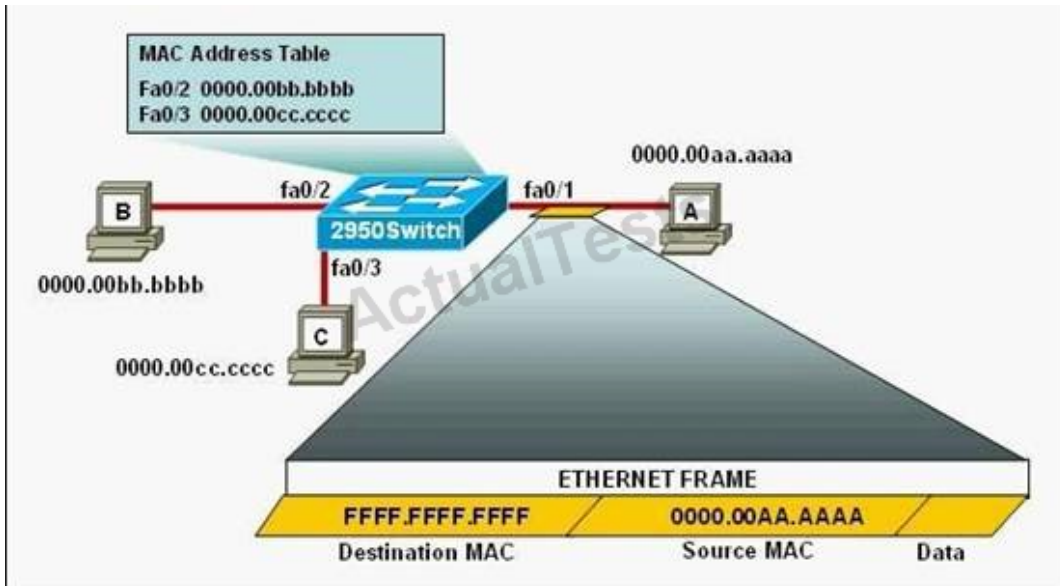 MAC Address Table
Fa0/2 0000.00bb.bbbb
Fa0/3 0000.00cc.cccc
0000.00aa.aaaa
fa0/2
fa0/1
B
A
2950Switch
fa0/3
0000.00bb.bbbb
C
0000.00cc.cccc
ActualTests
ETHERNET FRAME
FFFF.FFFF.FFFF 0000.00AA.AAAA
Destination MAC Source MAC Data